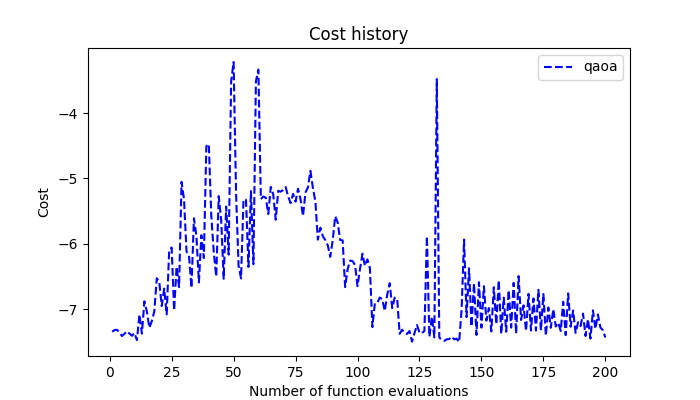 Cost history
qaoa
Cost
−4
−5
−6
−7
0 25 50 75 100 125 150 175 200
Number of function evaluations